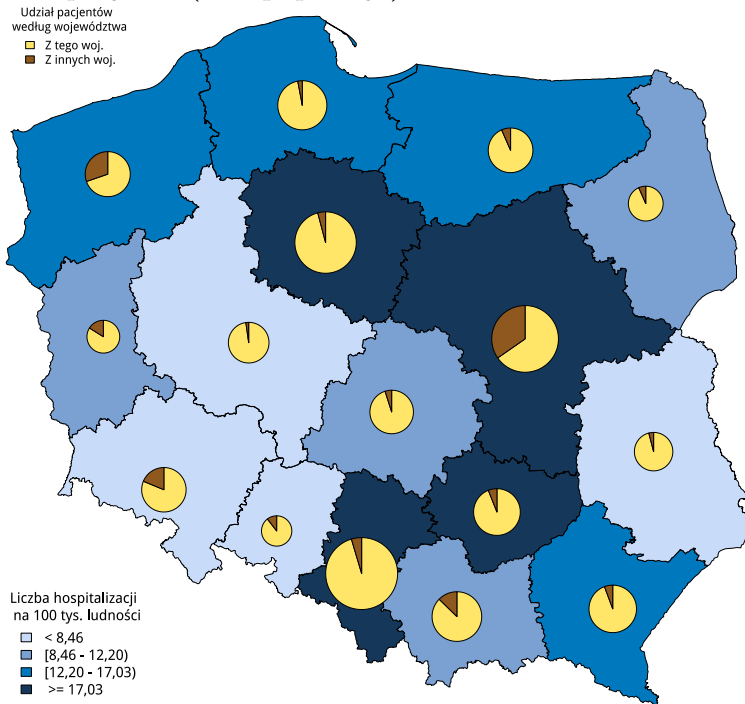 Udział pacjentów
według województwa
Z tego woj.
Z innych woj.
Liczba hospitalizacji
na 100 tys. ludności
< 8,46
[8,46 - 12,20)
[12,20 - 17,03)
>= 17,03